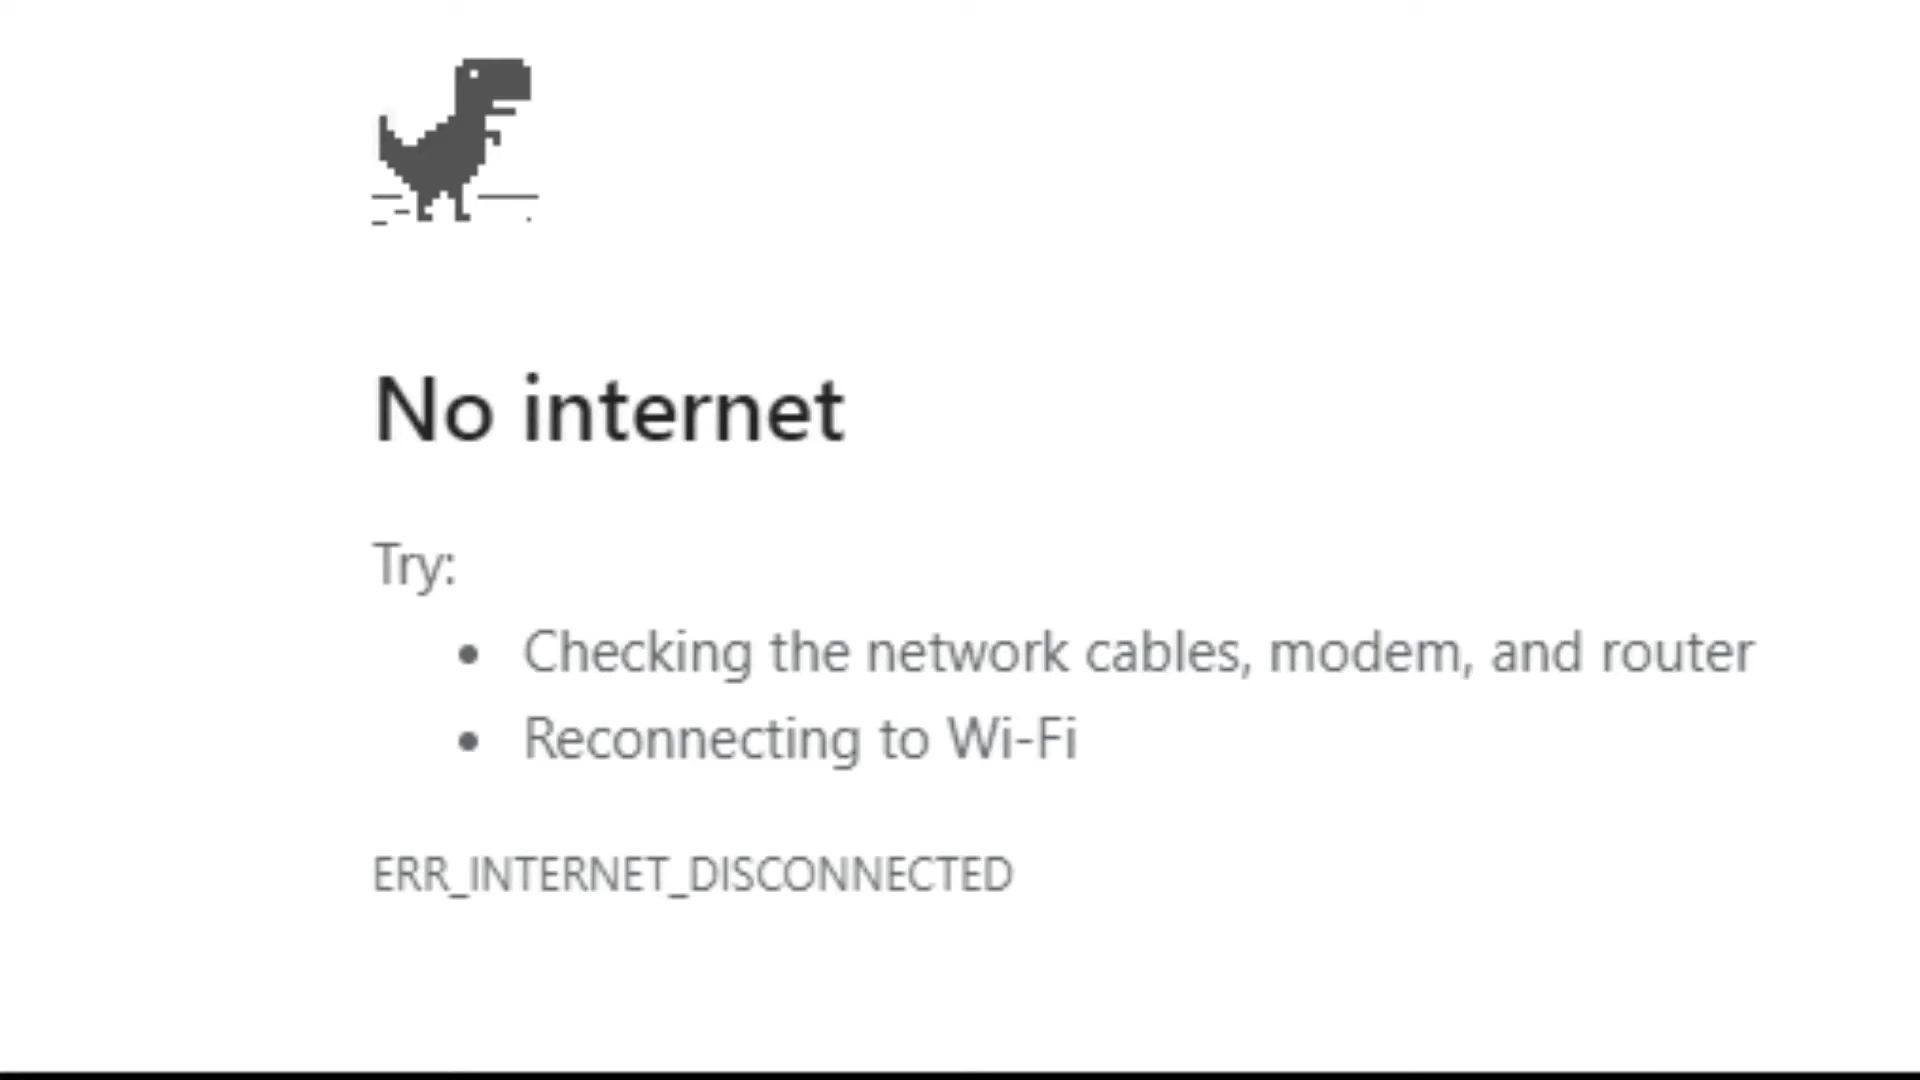 No internet
Try:
• Checking the network cables, modem, and router
• Reconnecting to Wi-Fi
ERR_INTERNET_DISCONNECTED